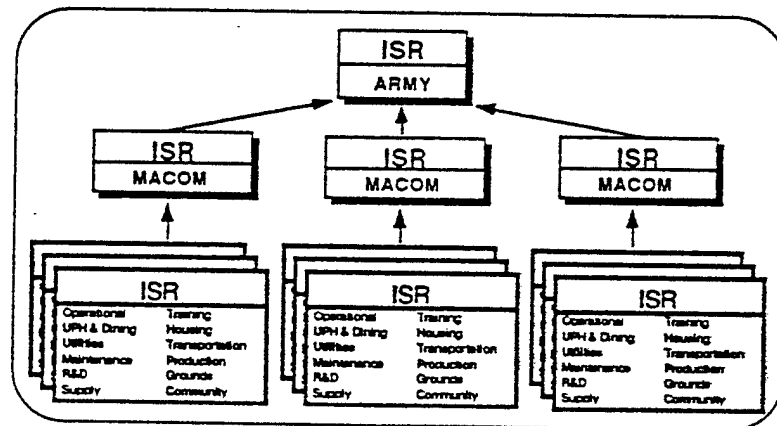 ISR
ARMY
ISR
MACOM
ISR
MACOM
ISR
MACOM
ISR
Operational Training
UPH & Dining Housing
Utilities Transportation
Maintenance Production
R&D Grounds
Supply Community
ISR
Operational Training
UPH & Dining Housing
Utilities Transportation
Maintenance Production
R&D Grounds
Supply Community
ISR
Operational Training
UPH & Dining Housing
Utilities Transportation
Maintenance Production
R&D Grounds
Supply Community